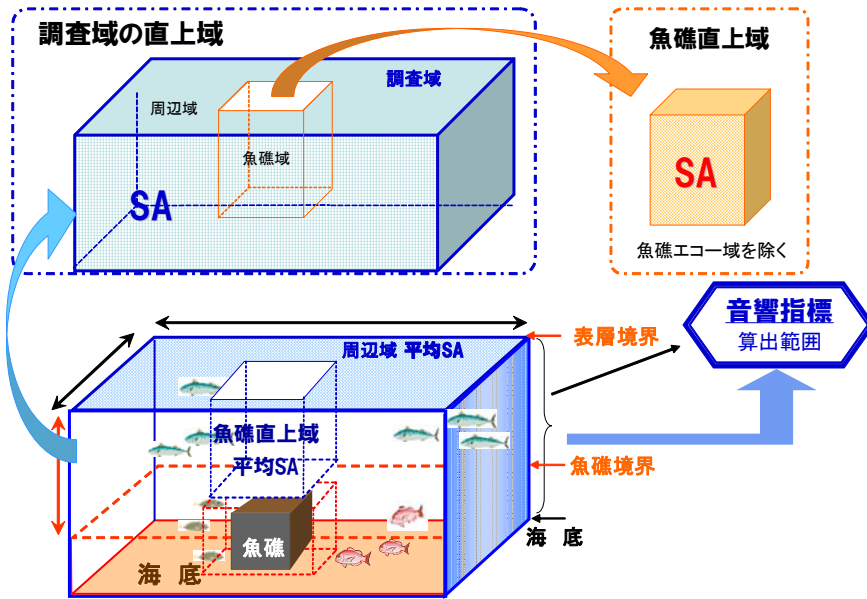 調査域の直上域
調査域
周辺域
魚礁域
SA
魚礁直上域
SA
魚礁エコー域を除く
音響指標
算出範囲
表層境界
周辺域 平均SA
魚礁直上域
平均SA
魚礁境界
魚礁
海 底
海 底